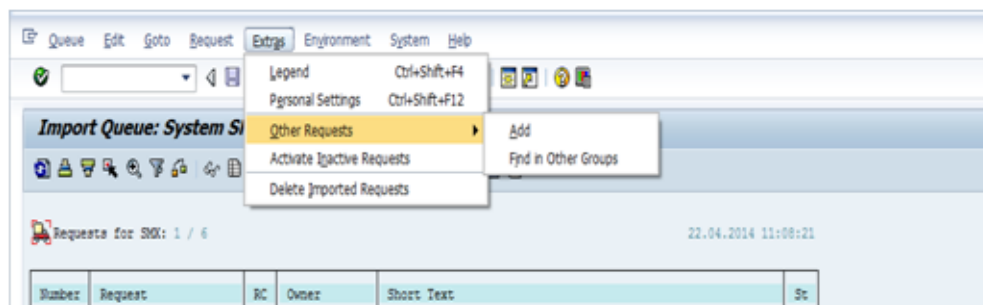 Queue Edit Goto Request Extras Environment System Help
Legend Ctrl+Shift+F4
Personal Settings Ctrl+Shift+F12
Import Queue: System S
Other Requests Add
Activate Inactive Requests Find in Other Groups
Delete Imported Requests
Requests for SMX: 1 / 6 22.04.2014 11:08:21
Number Request RC Owner Short Text St